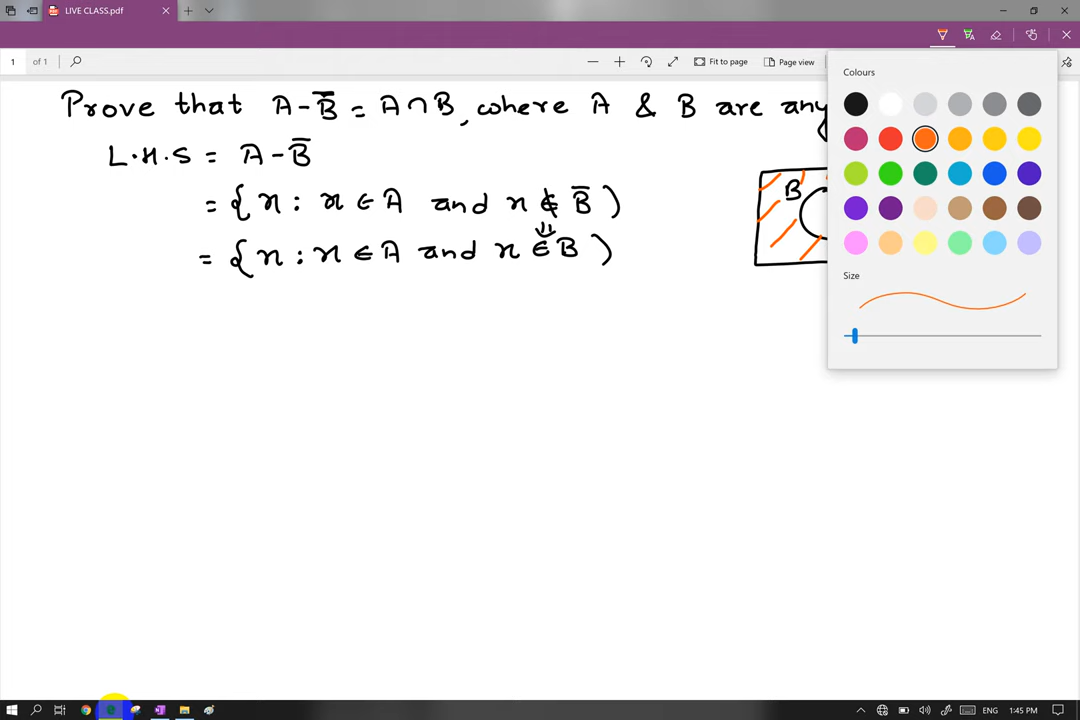 LIVE CLASS.pdf
1 of 1
Fit to page
Page view
Colours
Prove that A-B̅ = A∩B, where A & B are any
L.H.S = A-B̅
= {x : x ∈ A and x ∉ B̅ )
= {x : x ∈ A and x ∈ B )
B
Size
ENG
1:45 PM